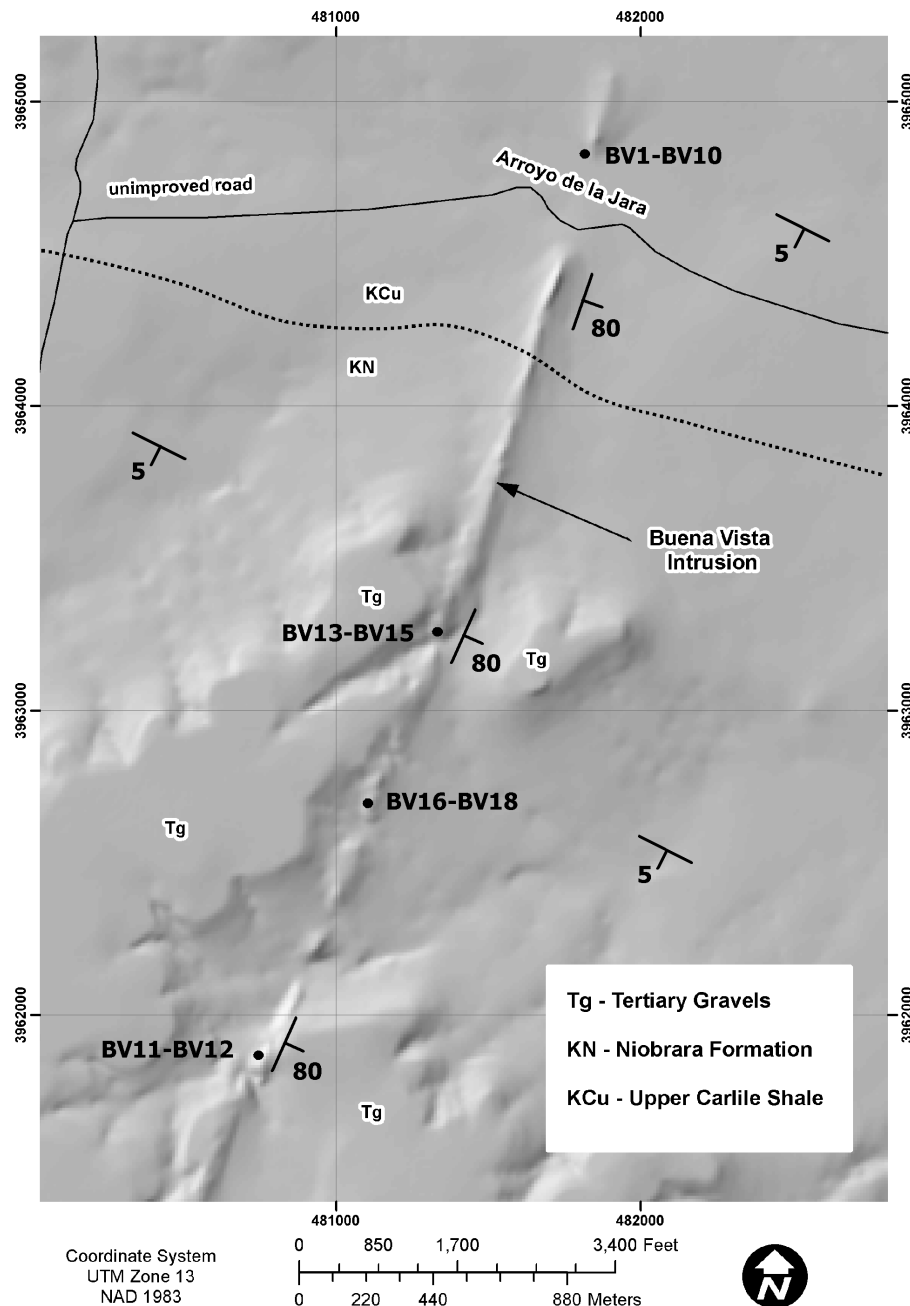 481000
482000
3965000
3965000
BV1-BV10
Arroyo de la Jara
unimproved road
5
KCu
80
KN
3964000
3964000
5
Buena Vista
Intrusion
Tg
BV13-BV15
Tg
80
3963000
3963000
BV16-BV18
Tg
5
Tg - Tertiary Gravels
3962000
3962000
KN - Niobrara Formation
BV11-BV12
80
KCu - Upper Carlile Shale
Tg
481000
482000
Coordinate System
UTM Zone 13
NAD 1983
0 850 1,700 3,400 Feet
0 220 440 880 Meters
N